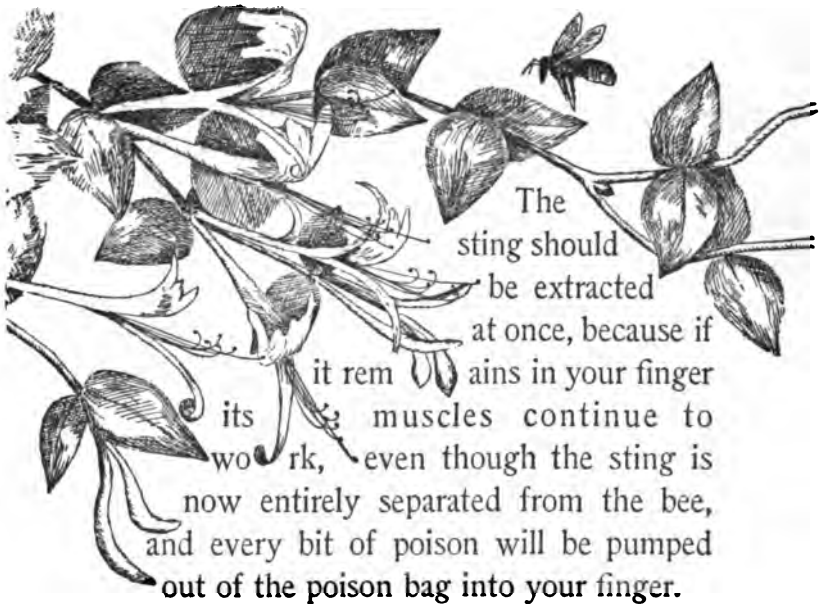 The
sting should
be extracted
at once, because if
it remains in your finger
its muscles continue to
work, even though the sting is
now entirely separated from the bee,
and every bit of poison will be pumped
out of the poison bag into your finger.